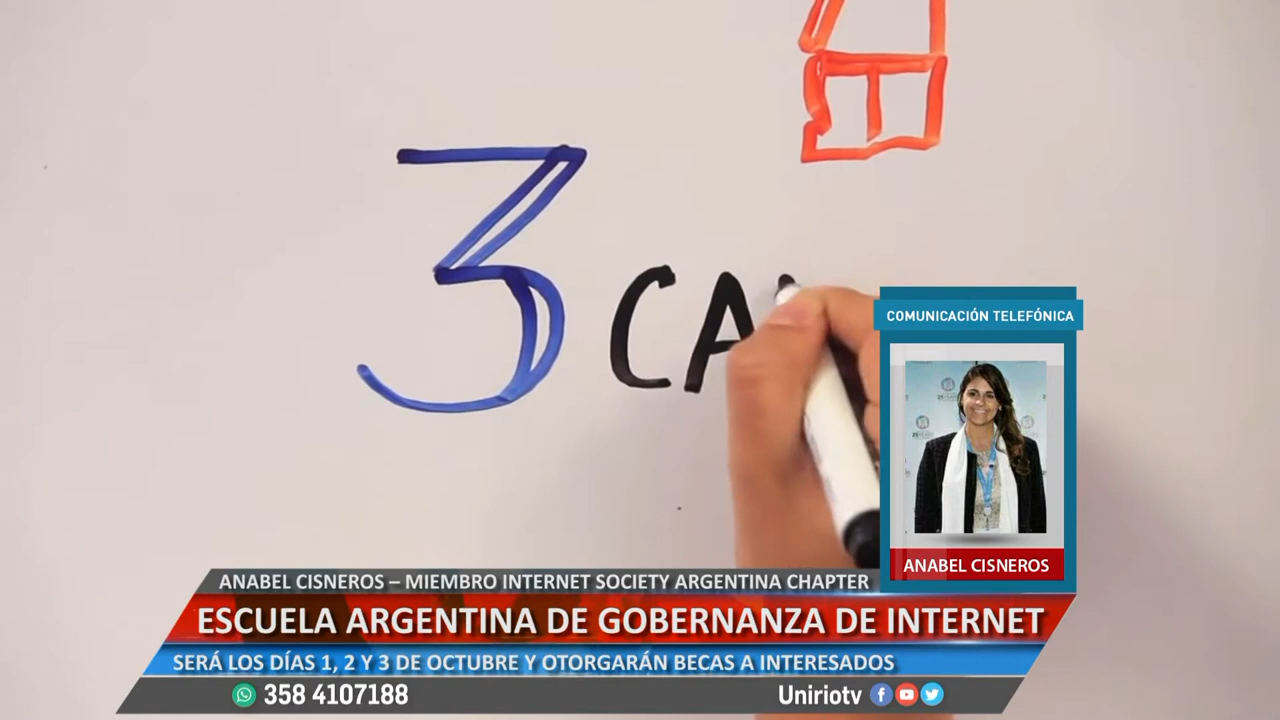 3 CA
COMUNICACIÓN TELEFÓNICA
ANABEL CISNEROS
ANABEL CISNEROS – MIEMBRO INTERNET SOCIETY ARGENTINA CHAPTER
ESCUELA ARGENTINA DE GOBERNANZA DE INTERNET
SERÁ LOS DÍAS 1, 2 Y 3 DE OCTUBRE Y OTORGARÁN BECAS A INTERESADOS
358 4107188 Uniriotv